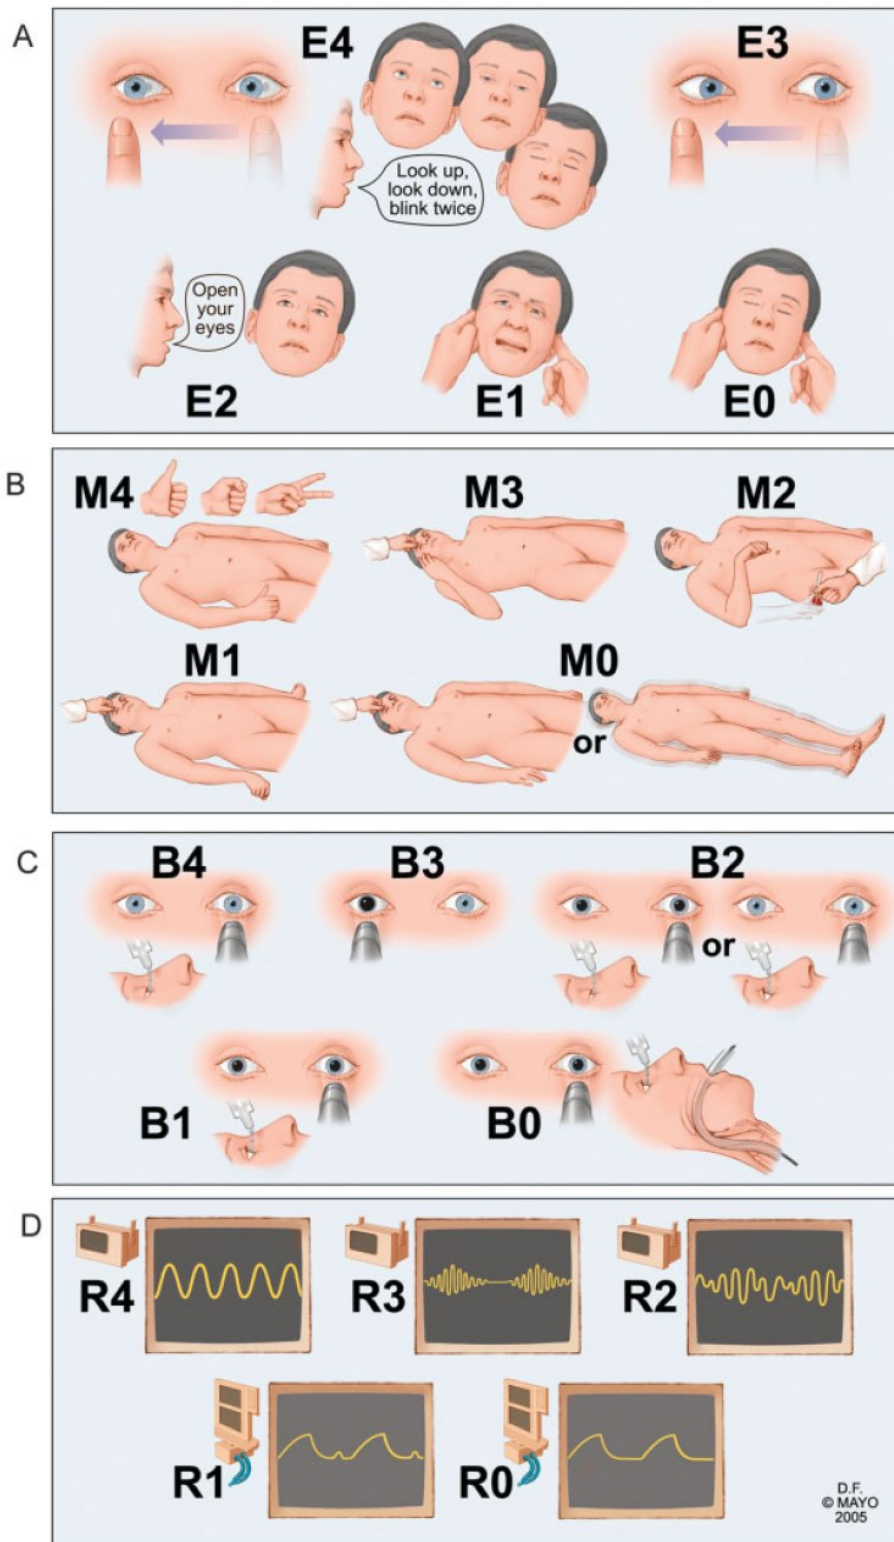 A
E4
E3
Look up,
look down,
blink twice
Open
your
eyes
E2
E1
E0
B
M4
M3
M2
M1
M0
or
C
B4
B3
B2
or
B1
B0
D
R4
R3
R2
R1
R0
D.F.
© MAYO
2005